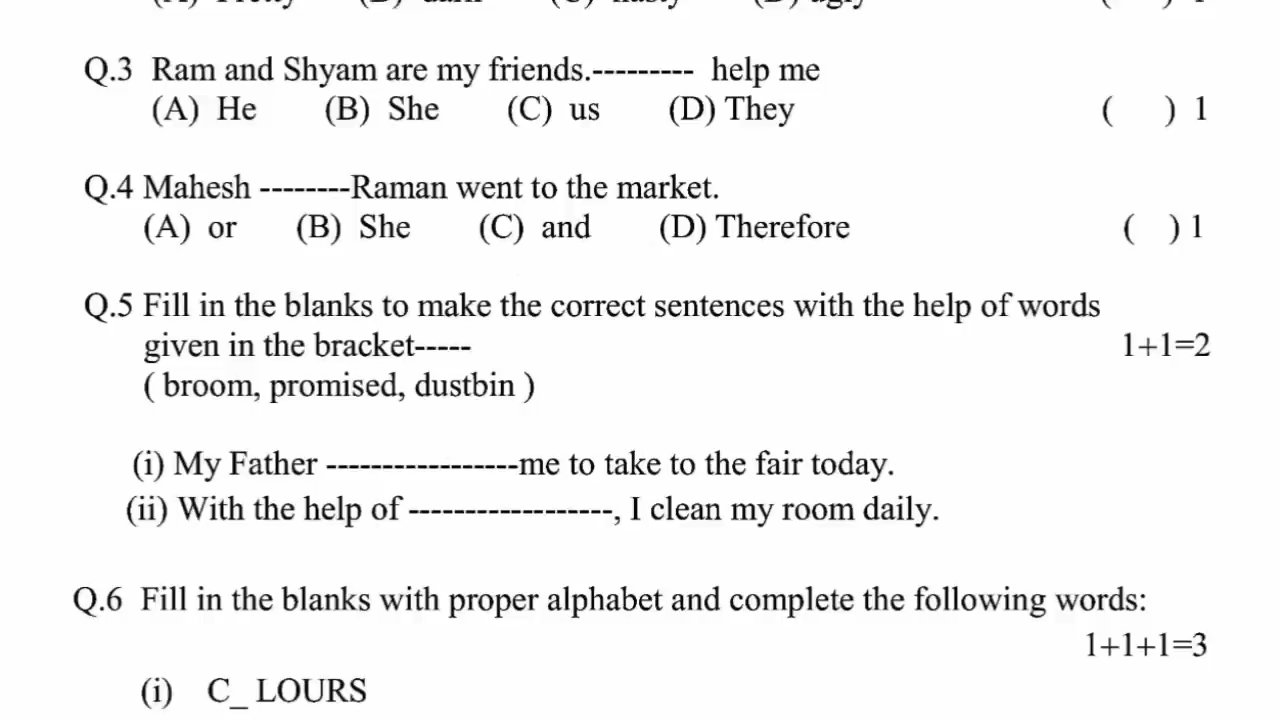 Q.3 Ram and Shyam are my friends.--------- help me
(A) He (B) She (C) us (D) They ( ) 1
Q.4 Mahesh --------Raman went to the market.
(A) or (B) She (C) and (D) Therefore ( ) 1
Q.5 Fill in the blanks to make the correct sentences with the help of words
given in the bracket----- 1+1=2
( broom, promised, dustbin )
(i) My Father -----------------me to take to the fair today.
(ii) With the help of ------------------, I clean my room daily.
Q.6 Fill in the blanks with proper alphabet and complete the following words:
1+1+1=3
(i) C_ LOURS